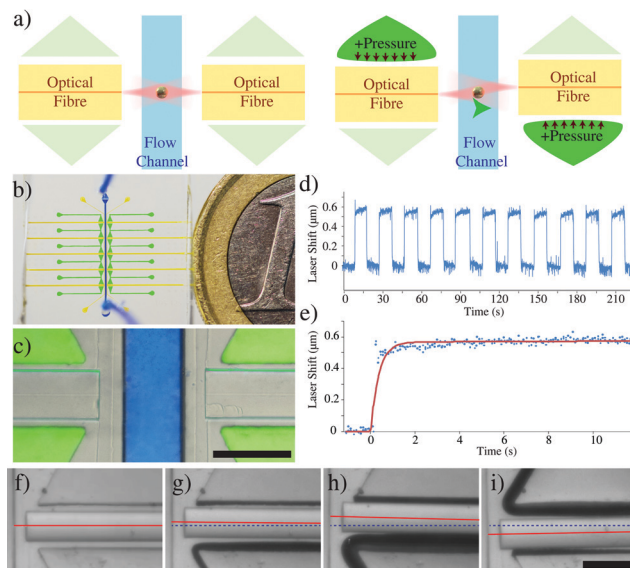 a)
+Pressure
Optical
Fibre
Optical
Fibre
Optical
Fibre
Optical
Fibre
Flow
Channel
Flow
Channel
+Pressure
b)
d)
Laser Shift (μm)
0.6
0.4
0.2
0
0
30
60
90
120
150
180
210
Time (s)
c)
e)
Laser Shift (μm)
0.6
0.4
0.2
0
0
2
4
6
8
10
Time (s)
f)
g)
h)
i)